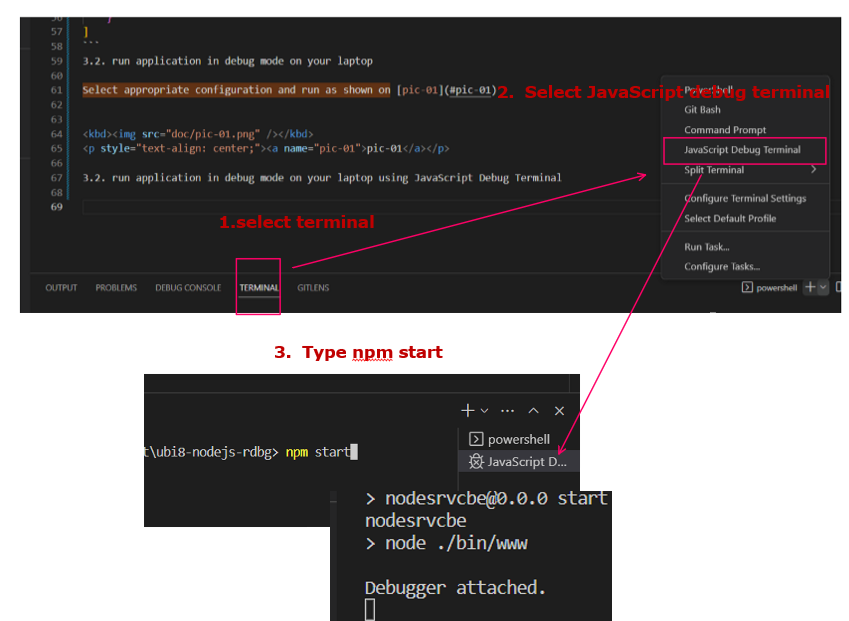 56 }
57 ]
58 ```
59 3.2. run application in debug mode on your laptop
60
61 Select appropriate configuration and run as shown on [pic-01](#pic-01)
2. Select JavaScript debug terminal
PowerShell
62
Git Bash
63
64 <kbd><img src="doc/pic-01.png" /></kbd>
Command Prompt
65 <p style="text-align: center;"><a name="pic-01">pic-01</a></p>
JavaScript Debug Terminal
66
Split Terminal
67 3.2. run application in debug mode on your laptop using JavaScript Debug Terminal
68
Configure Terminal Settings
69
Select Default Profile
1.select terminal
Run Task...
Configure Tasks...
OUTPUT PROBLEMS DEBUG CONSOLE TERMINAL GITLENS
powershell
3. Type npm start
powershell
t\ubi8-nodejs-rdbg> npm start
JavaScript D...
> nodesrvcbe@0.0.0 start
nodesrvcbe
> node ./bin/www
Debugger attached.